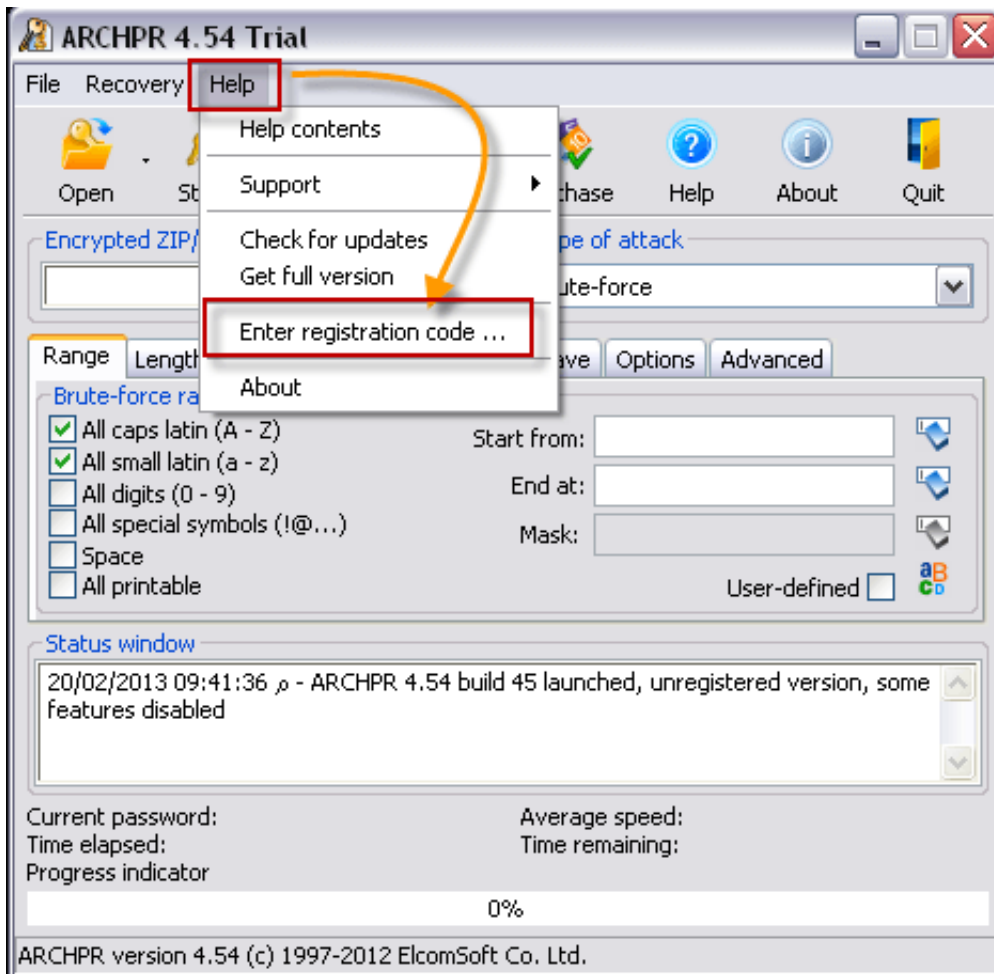 ARCHPR 4.54 Trial
File Recovery Help
Help contents
Support
Check for updates
Get full version
Enter registration code ...
About
Open St chase Help About Quit
Encrypted ZIP/ pe of attack
ute-force
Range Length ave Options Advanced
Brute-force ra
All caps latin (A - Z)
All small latin (a - z)
All digits (0 - 9)
All special symbols (!@...)
Space
All printable
Start from:
End at:
Mask:
User-defined
Status window
20/02/2013 09:41:36 م - ARCHPR 4.54 build 45 launched, unregistered version, some
features disabled
Current password: Average speed:
Time elapsed: Time remaining:
Progress indicator
0%
ARCHPR version 4.54 (c) 1997-2012 ElcomSoft Co. Ltd.